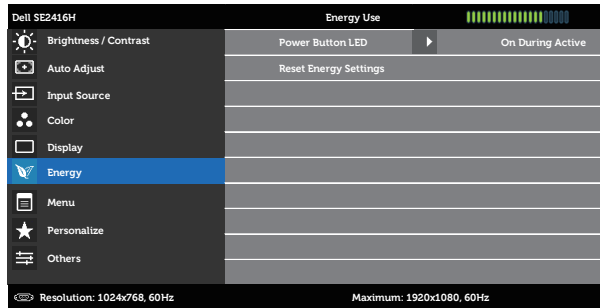 Dell SE2416H Energy Use
Brightness / Contrast Power Button LED On During Active
Auto Adjust Reset Energy Settings
Input Source
Color
Display
Energy
Menu
Personalize
Others
Resolution: 1024x768, 60Hz Maximum: 1920x1080, 60Hz